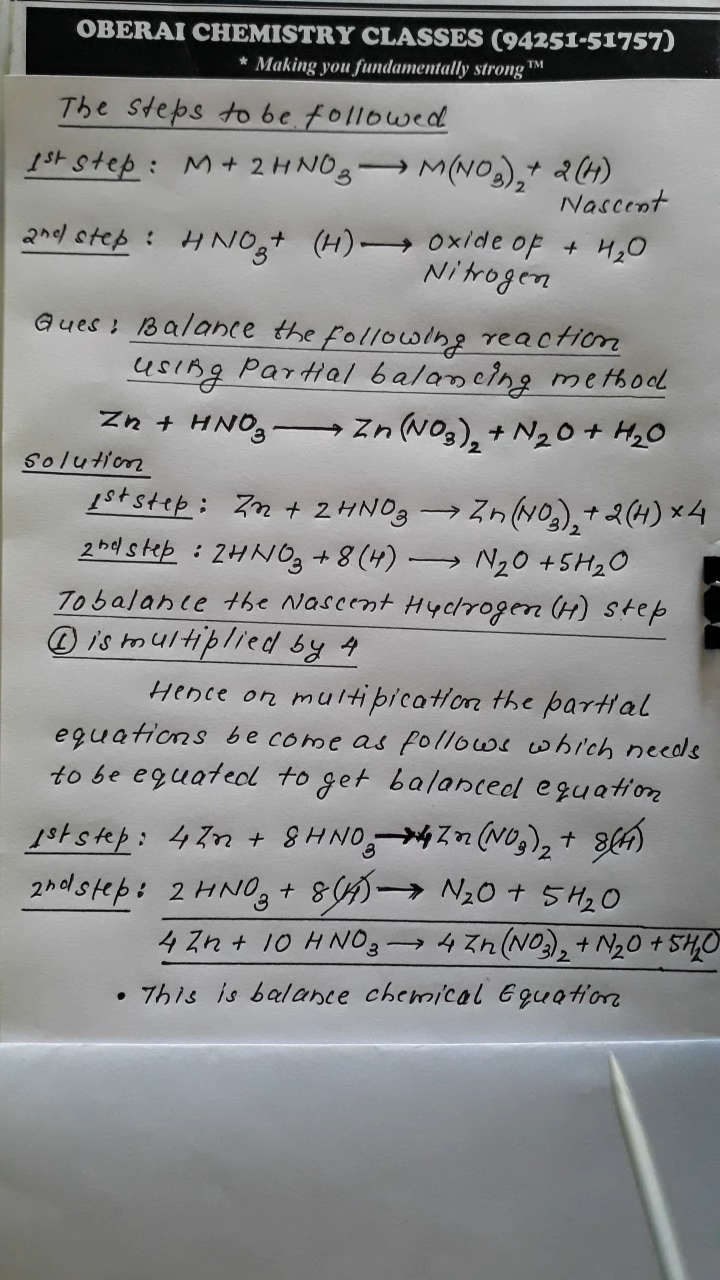 OBERAI CHEMISTRY CLASSES (94251-51757)
* Making you fundamentally strong™
The steps to be followed
1st step : M + 2HNO₃ → M(NO₃)₂ + 2(H)
Nascent
2nd step : HNO₃ + (H) → oxide of + H₂O
Nitrogen
Ques : Balance the following reaction
using Partial balancing method
Zn + HNO₃ → Zn(NO₃)₂ + N₂O + H₂O
Solution
1st step : Zn + 2HNO₃ → Zn(NO₃)₂ + 2(H) × 4
2nd step : 2HNO₃ + 8(H) → N₂O + 5H₂O
To balance the Nascent Hydrogen (H) step
① is multiplied by 4
Hence on multipication the partial
equations become as follows which needs
to be equated to get balanced equation
1st step : 4Zn + 8HNO₃ → 4Zn(NO₃)₂ + 8(H)
2nd step : 2HNO₃ + 8(H) → N₂O + 5H₂O
4Zn + 10HNO₃ → 4Zn(NO₃)₂ + N₂O + 5H₂O
• This is balance chemical Equation